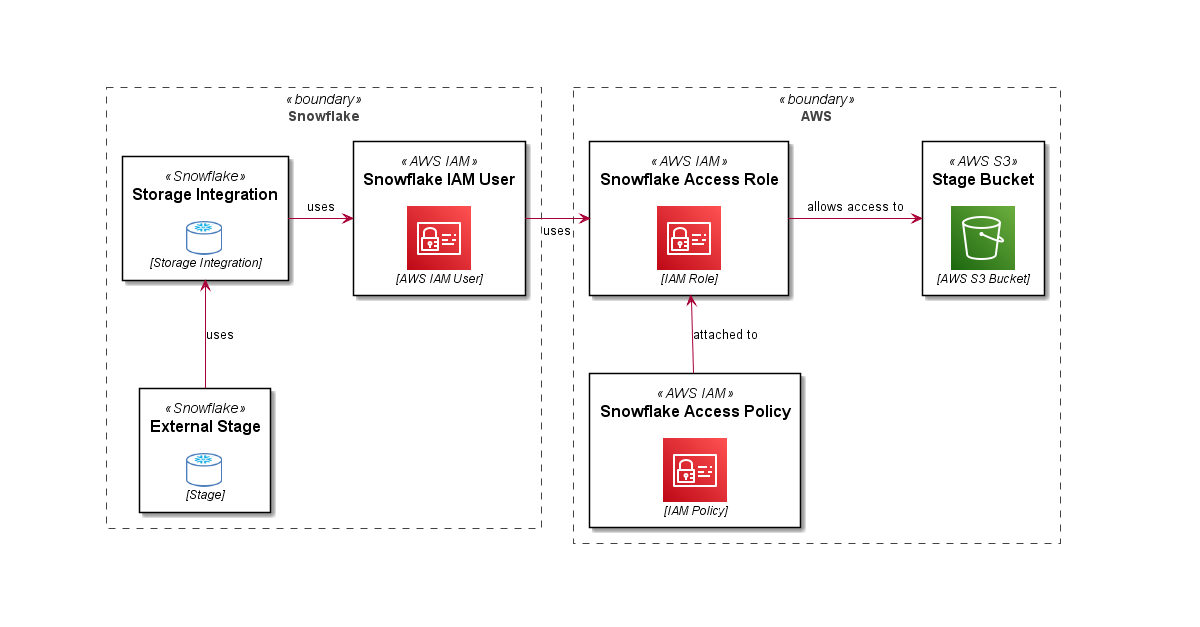 «boundary»
Snowflake
«Snowflake»
Storage Integration
[Storage Integration]
uses
«AWS IAM»
Snowflake IAM User
[AWS IAM User]
uses
«Snowflake»
External Stage
[Stage]
uses
«boundary»
AWS
«AWS IAM»
Snowflake Access Role
[IAM Role]
allows access to
«AWS S3»
Stage Bucket
[AWS S3 Bucket]
attached to
«AWS IAM»
Snowflake Access Policy
[IAM Policy]